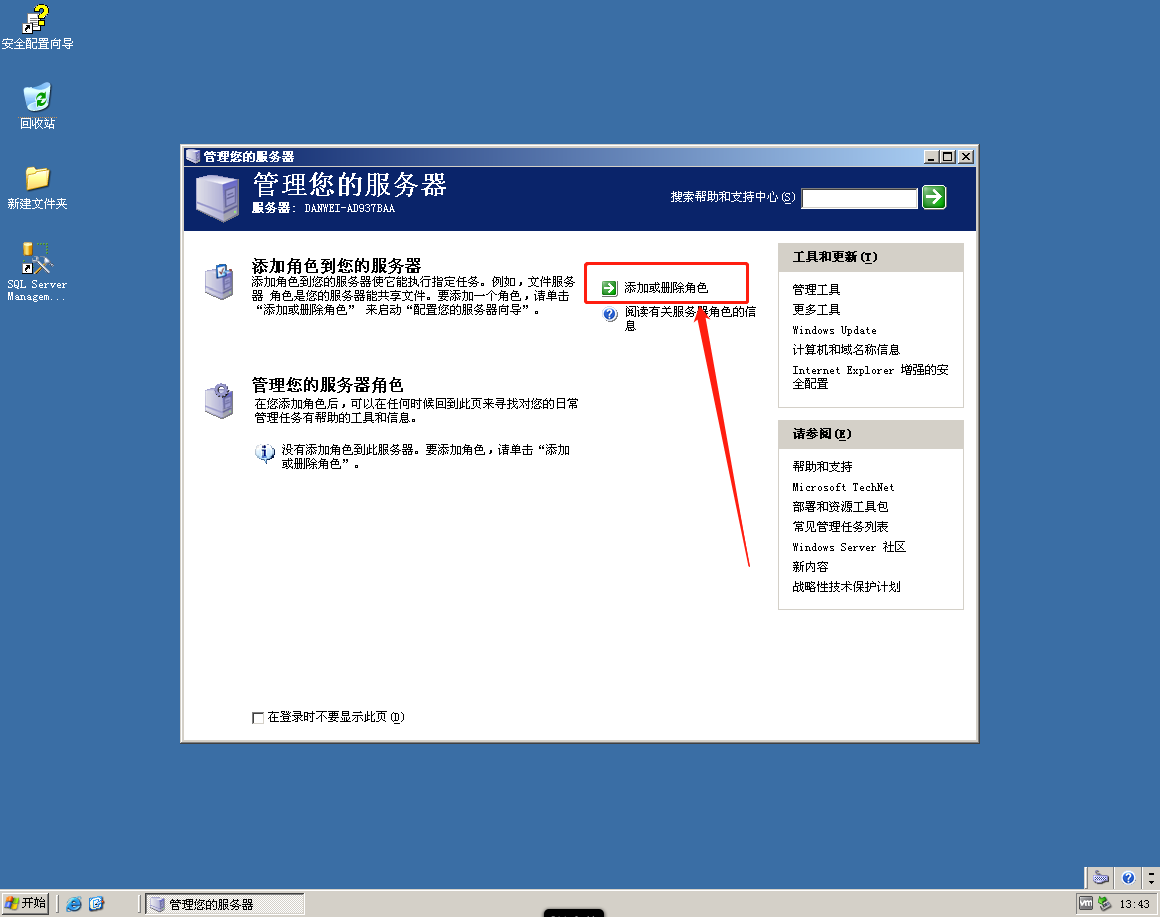 安全配置向导
回收站
新建文件夹
SQL Server
Managem...
管理您的服务器
管理您的服务器
服务器: DANWEI-AD937BAA
搜索帮助和支持中心(S)
添加角色到您的服务器
添加角色到您的服务器使它能执行指定任务。例如，文件服务
器 角色是您的服务器能共享文件。要添加一个角色，请单击
“添加或删除角色” 来启动“配置您的服务器向导”。
添加或删除角色
阅读有关服务器角色的信
息
管理您的服务器角色
在您添加角色后，可以在任何时候回到此页来寻找对您的日常
管理任务有帮助的工具和信息。
没有添加角色到此服务器。要添加角色，请单击“添加
或删除角色”。
工具和更新(T)
管理工具
更多工具
Windows Update
计算机和域名称信息
Internet Explorer 增强的安
全配置
请参阅(E)
帮助和支持
Microsoft TechNet
部署和资源工具包
常见管理任务列表
Windows Server 社区
新内容
战略性技术保护计划
在登录时不要显示此页(D)
开始
管理您的服务器
vm
13:43